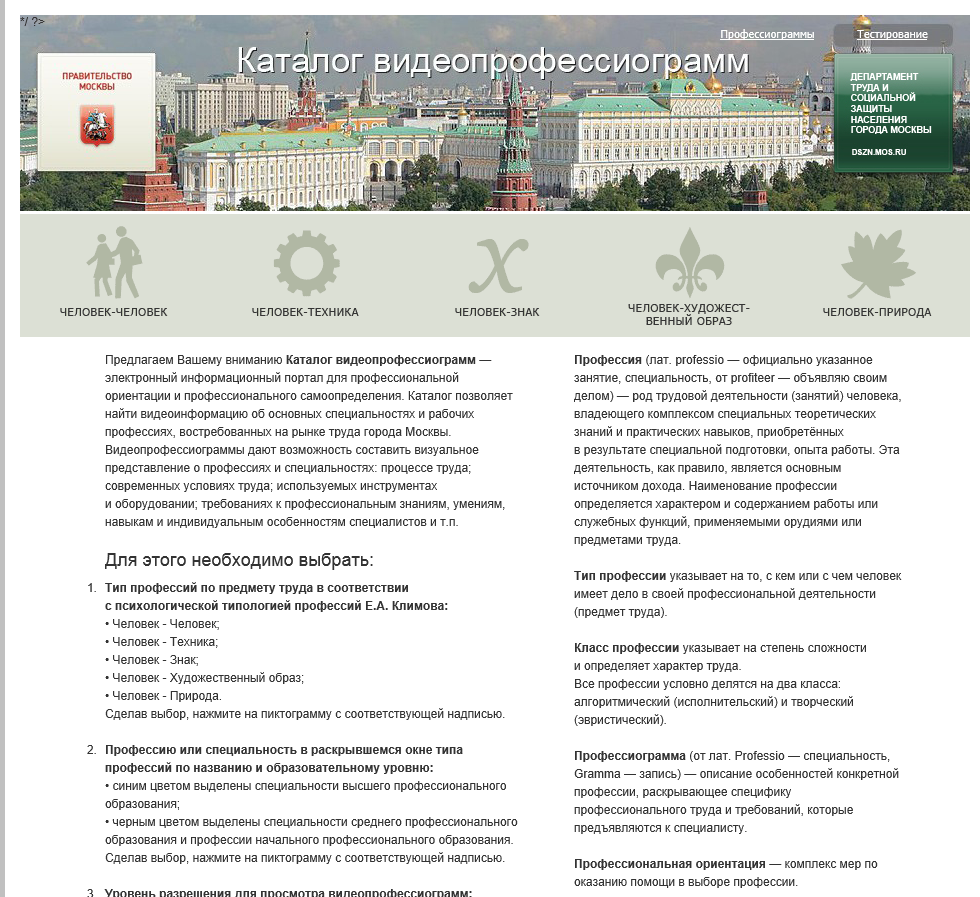 */ ?>
Профессиограммы
Тестирование
Каталог видеопрофессиограмм
ПРАВИТЕЛЬСТВО
МОСКВЫ
ДЕПАРТАМЕНТ
ТРУДА И
СОЦИАЛЬНОЙ
ЗАЩИТЫ
НАСЕЛЕНИЯ
ГОРОДА МОСКВЫ
DSZN.MOS.RU
ЧЕЛОВЕК-ЧЕЛОВЕК
ЧЕЛОВЕК-ТЕХНИКА
x
ЧЕЛОВЕК-ЗНАК
ЧЕЛОВЕК-ХУДОЖЕСТ-
ВЕННЫЙ ОБРАЗ
ЧЕЛОВЕК-ПРИРОДА
Предлагаем Вашему вниманию Каталог видеопрофессиограмм —
электронный информационный портал для профессиональной
ориентации и профессионального самоопределения. Каталог позволяет
найти видеоинформацию об основных специальностях и рабочих
профессиях, востребованных на рынке труда города Москвы.
Видеопрофессиограммы дают возможность составить визуальное
представление о профессиях и специальностях: процессе труда;
современных условиях труда; используемых инструментах
и оборудовании; требованиях к профессиональным знаниям, умениям,
навыкам и индивидуальным особенностям специалистов и т.п.
Для этого необходимо выбрать:
1. Тип профессий по предмету труда в соответствии
с психологической типологией профессий Е.А. Климова:
• Человек - Человек;
• Человек - Техника;
• Человек - Знак;
• Человек - Художественный образ;
• Человек - Природа.
Сделав выбор, нажмите на пиктограмму с соответствующей надписью.
2. Профессию или специальность в раскрывшемся окне типа
профессий по названию и образовательному уровню:
• синим цветом выделены специальности высшего профессионального
образования;
• черным цветом выделены специальности среднего профессионального
образования и профессии начального профессионального образования.
Сделав выбор, нажмите на пиктограмму с соответствующей надписью.
3. Уровень разрешения для просмотра видеопрофессиограмм:
Профессия (лат. professio — официально указанное
занятие, специальность, от profiteer — объявляю своим
делом) — род трудовой деятельности (занятий) человека,
владеющего комплексом специальных теоретических
знаний и практических навыков, приобретённых
в результате специальной подготовки, опыта работы. Эта
деятельность, как правило, является основным
источником дохода. Наименование профессии
определяется характером и содержанием работы или
служебных функций, применяемыми орудиями или
предметами труда.
Тип профессии указывает на то, с кем или с чем человек
имеет дело в своей профессиональной деятельности
(предмет труда).
Класс профессии указывает на степень сложности
и определяет характер труда.
Все профессии условно делятся на два класса:
алгоритмический (исполнительский) и творческий
(эвристический).
Профессиограмма (от лат. Professio — специальность,
Gramma — запись) — описание особенностей конкретной
профессии, раскрывающее специфику
профессионального труда и требований, которые
предъявляются к специалисту.
Профессиональная ориентация — комплекс мер по
оказанию помощи в выборе профессии.